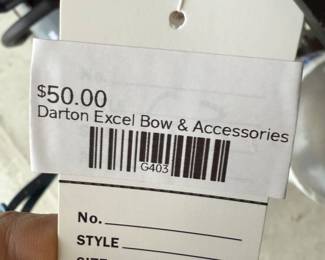 $50.00
Darton Excel Bow & Accessories
G403
No.
STYLE